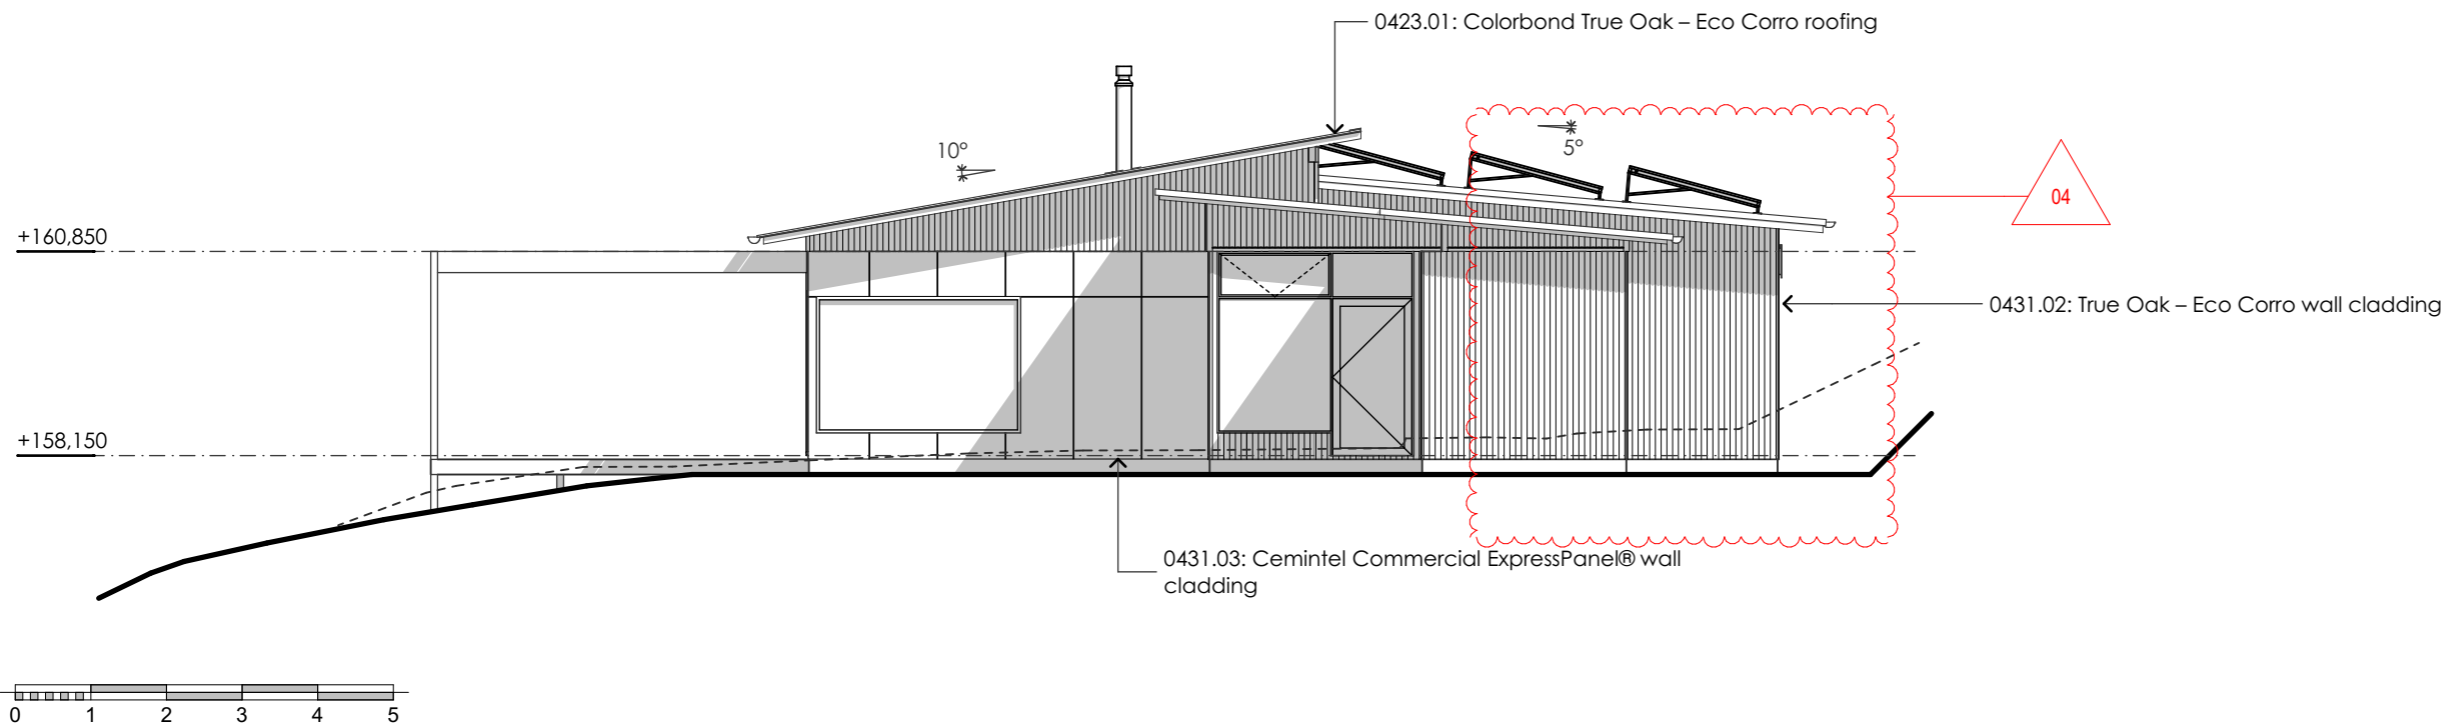 0423.01: Colorbond True Oak – Eco Corro roofing
10°
5°
04
+160,850
0431.02: True Oak – Eco Corro wall cladding
+158,150
0431.03: Cemintel Commercial ExpressPanel® wall
cladding
0 1 2 3 4 5